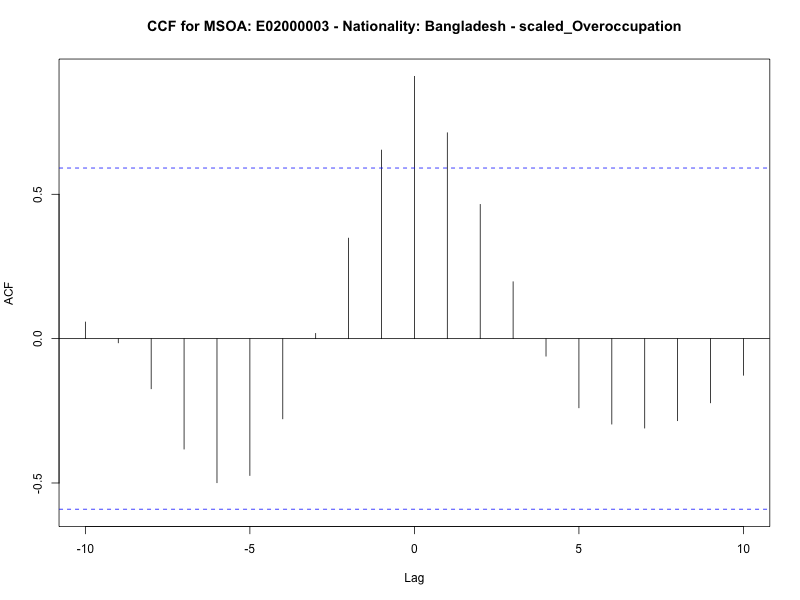 CCF for MSOA: E02000003 - Nationality: Bangladesh - scaled_Overoccupation
ACF
0.5
0.0
-0.5
-10
-5
0
5
10
Lag